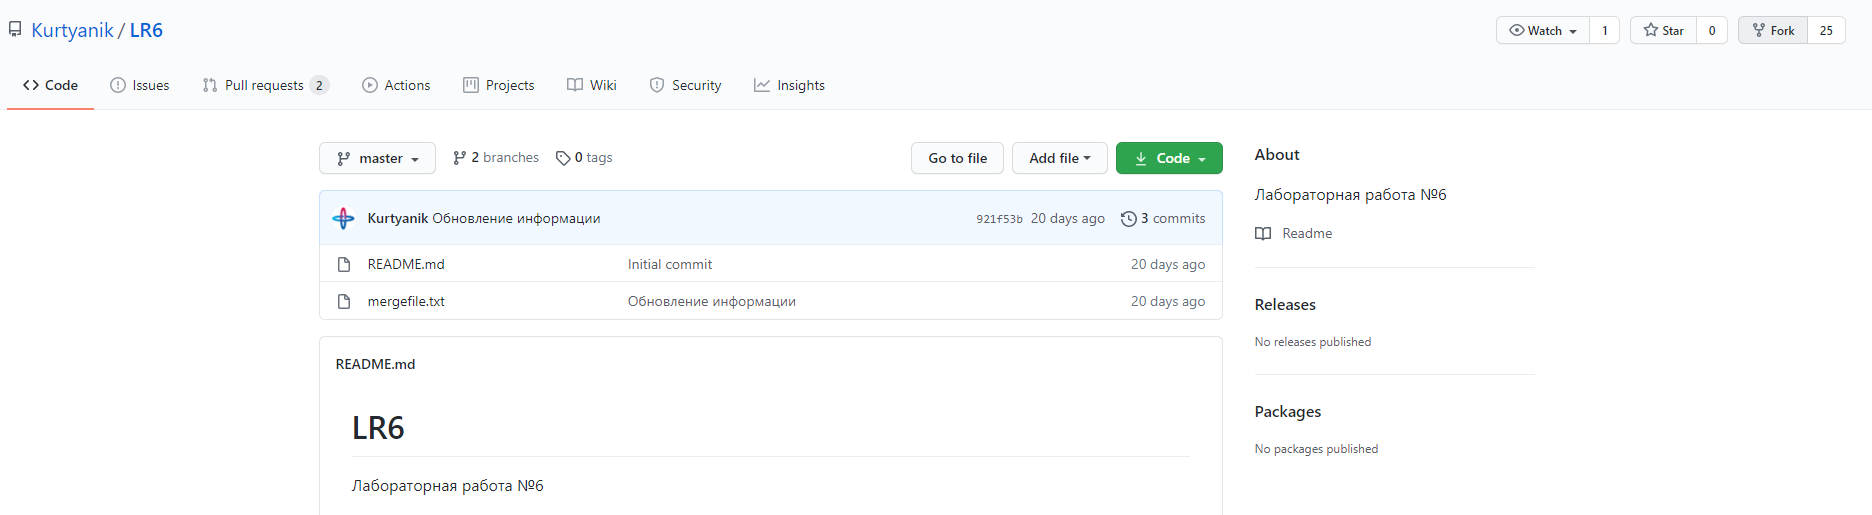 Kurtyanik / LR6
Watch 1 Star 0 Fork 25
Code Issues Pull requests 2 Actions Projects Wiki Security Insights
master 2 branches 0 tags Go to file Add file Code
Kurtyanik Обновление информации 921f53b 20 days ago 3 commits
README.md Initial commit 20 days ago
mergefile.txt Обновление информации 20 days ago
README.md
LR6
Лабораторная работа №6
About
Лабораторная работа №6
Readme
Releases
No releases published
Packages
No packages published